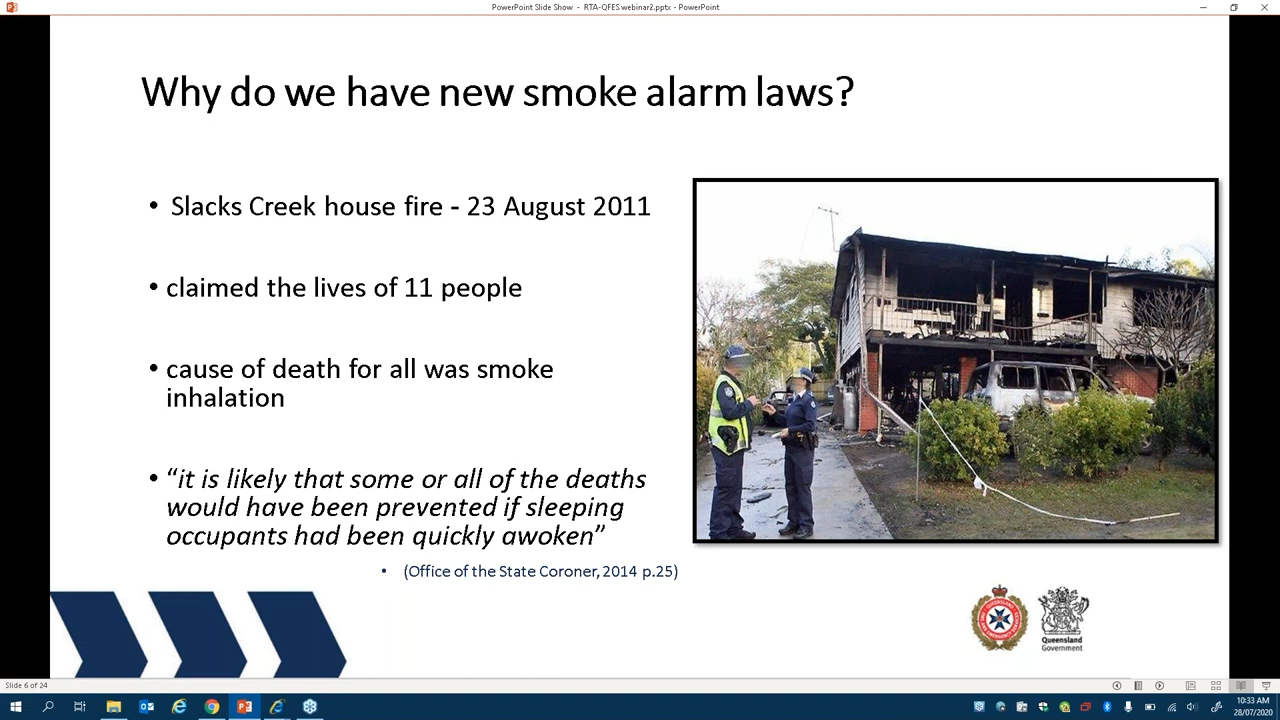 PowerPoint Slide Show - RTA-QFES webinar2.pptx - PowerPoint
Why do we have new smoke alarm laws?
• Slacks Creek house fire - 23 August 2011
• claimed the lives of 11 people
• cause of death for all was smoke
inhalation
• “it is likely that some or all of the deaths
would have been prevented if sleeping
occupants had been quickly awoken”
• (Office of the State Coroner, 2014 p.25)
Queensland
Government
Slide 6 of 24
10:33 AM
28/07/2020